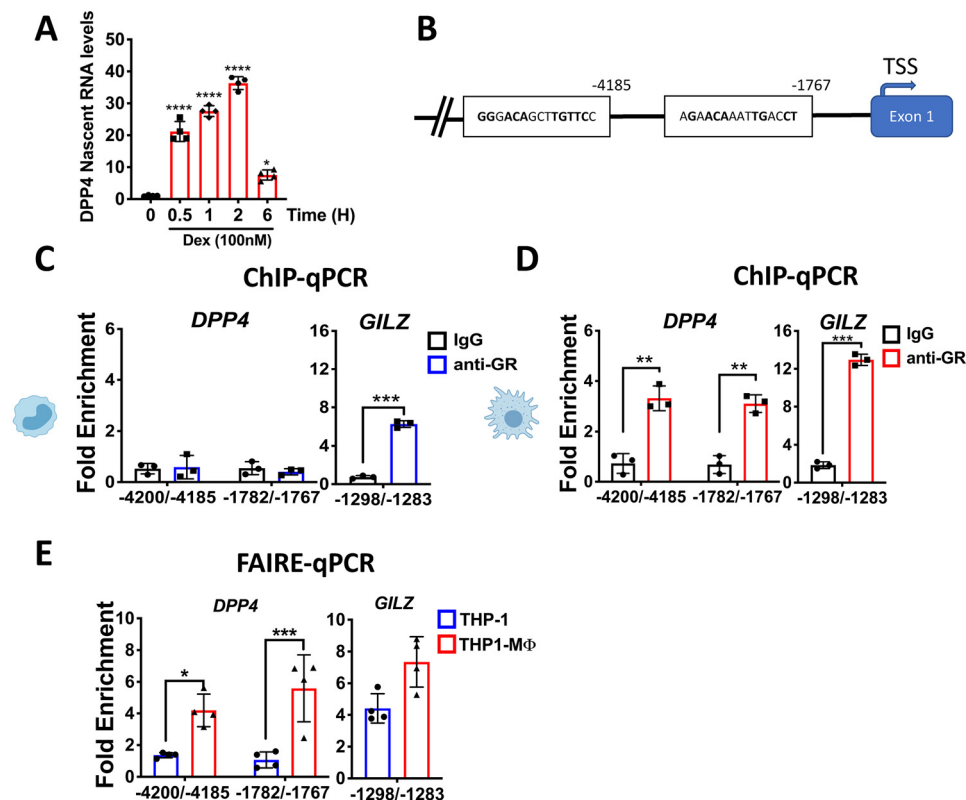 A
DPP4 Nascent RNA levels
50
40
30
20
10
0
****
****
****
*
0 0.5 1 2 6 Time (H)
Dex (100nM)
B
-4185
-1767
TSS
GGGACAGCTTGTTCC
AGAACAAATTGACCT
Exon 1
C
ChIP-qPCR
DPP4
GILZ
IgG
anti-GR
Fold Enrichment
6
4
2
0
16
12
8
4
0
***
-4200/-4185 -1782/-1767
-1298/-1283
D
ChIP-qPCR
DPP4
GILZ
IgG
anti-GR
Fold Enrichment
6
4
2
0
16
12
8
4
0
**
**
***
-4200/-4185 -1782/-1767
-1298/-1283
E
FAIRE-qPCR
DPP4
GILZ
THP-1
THP1-MΦ
Fold Enrichment
10
8
6
4
2
0
10
8
6
4
2
0
*
***
-4200/-4185 -1782/-1767
-1298/-1283